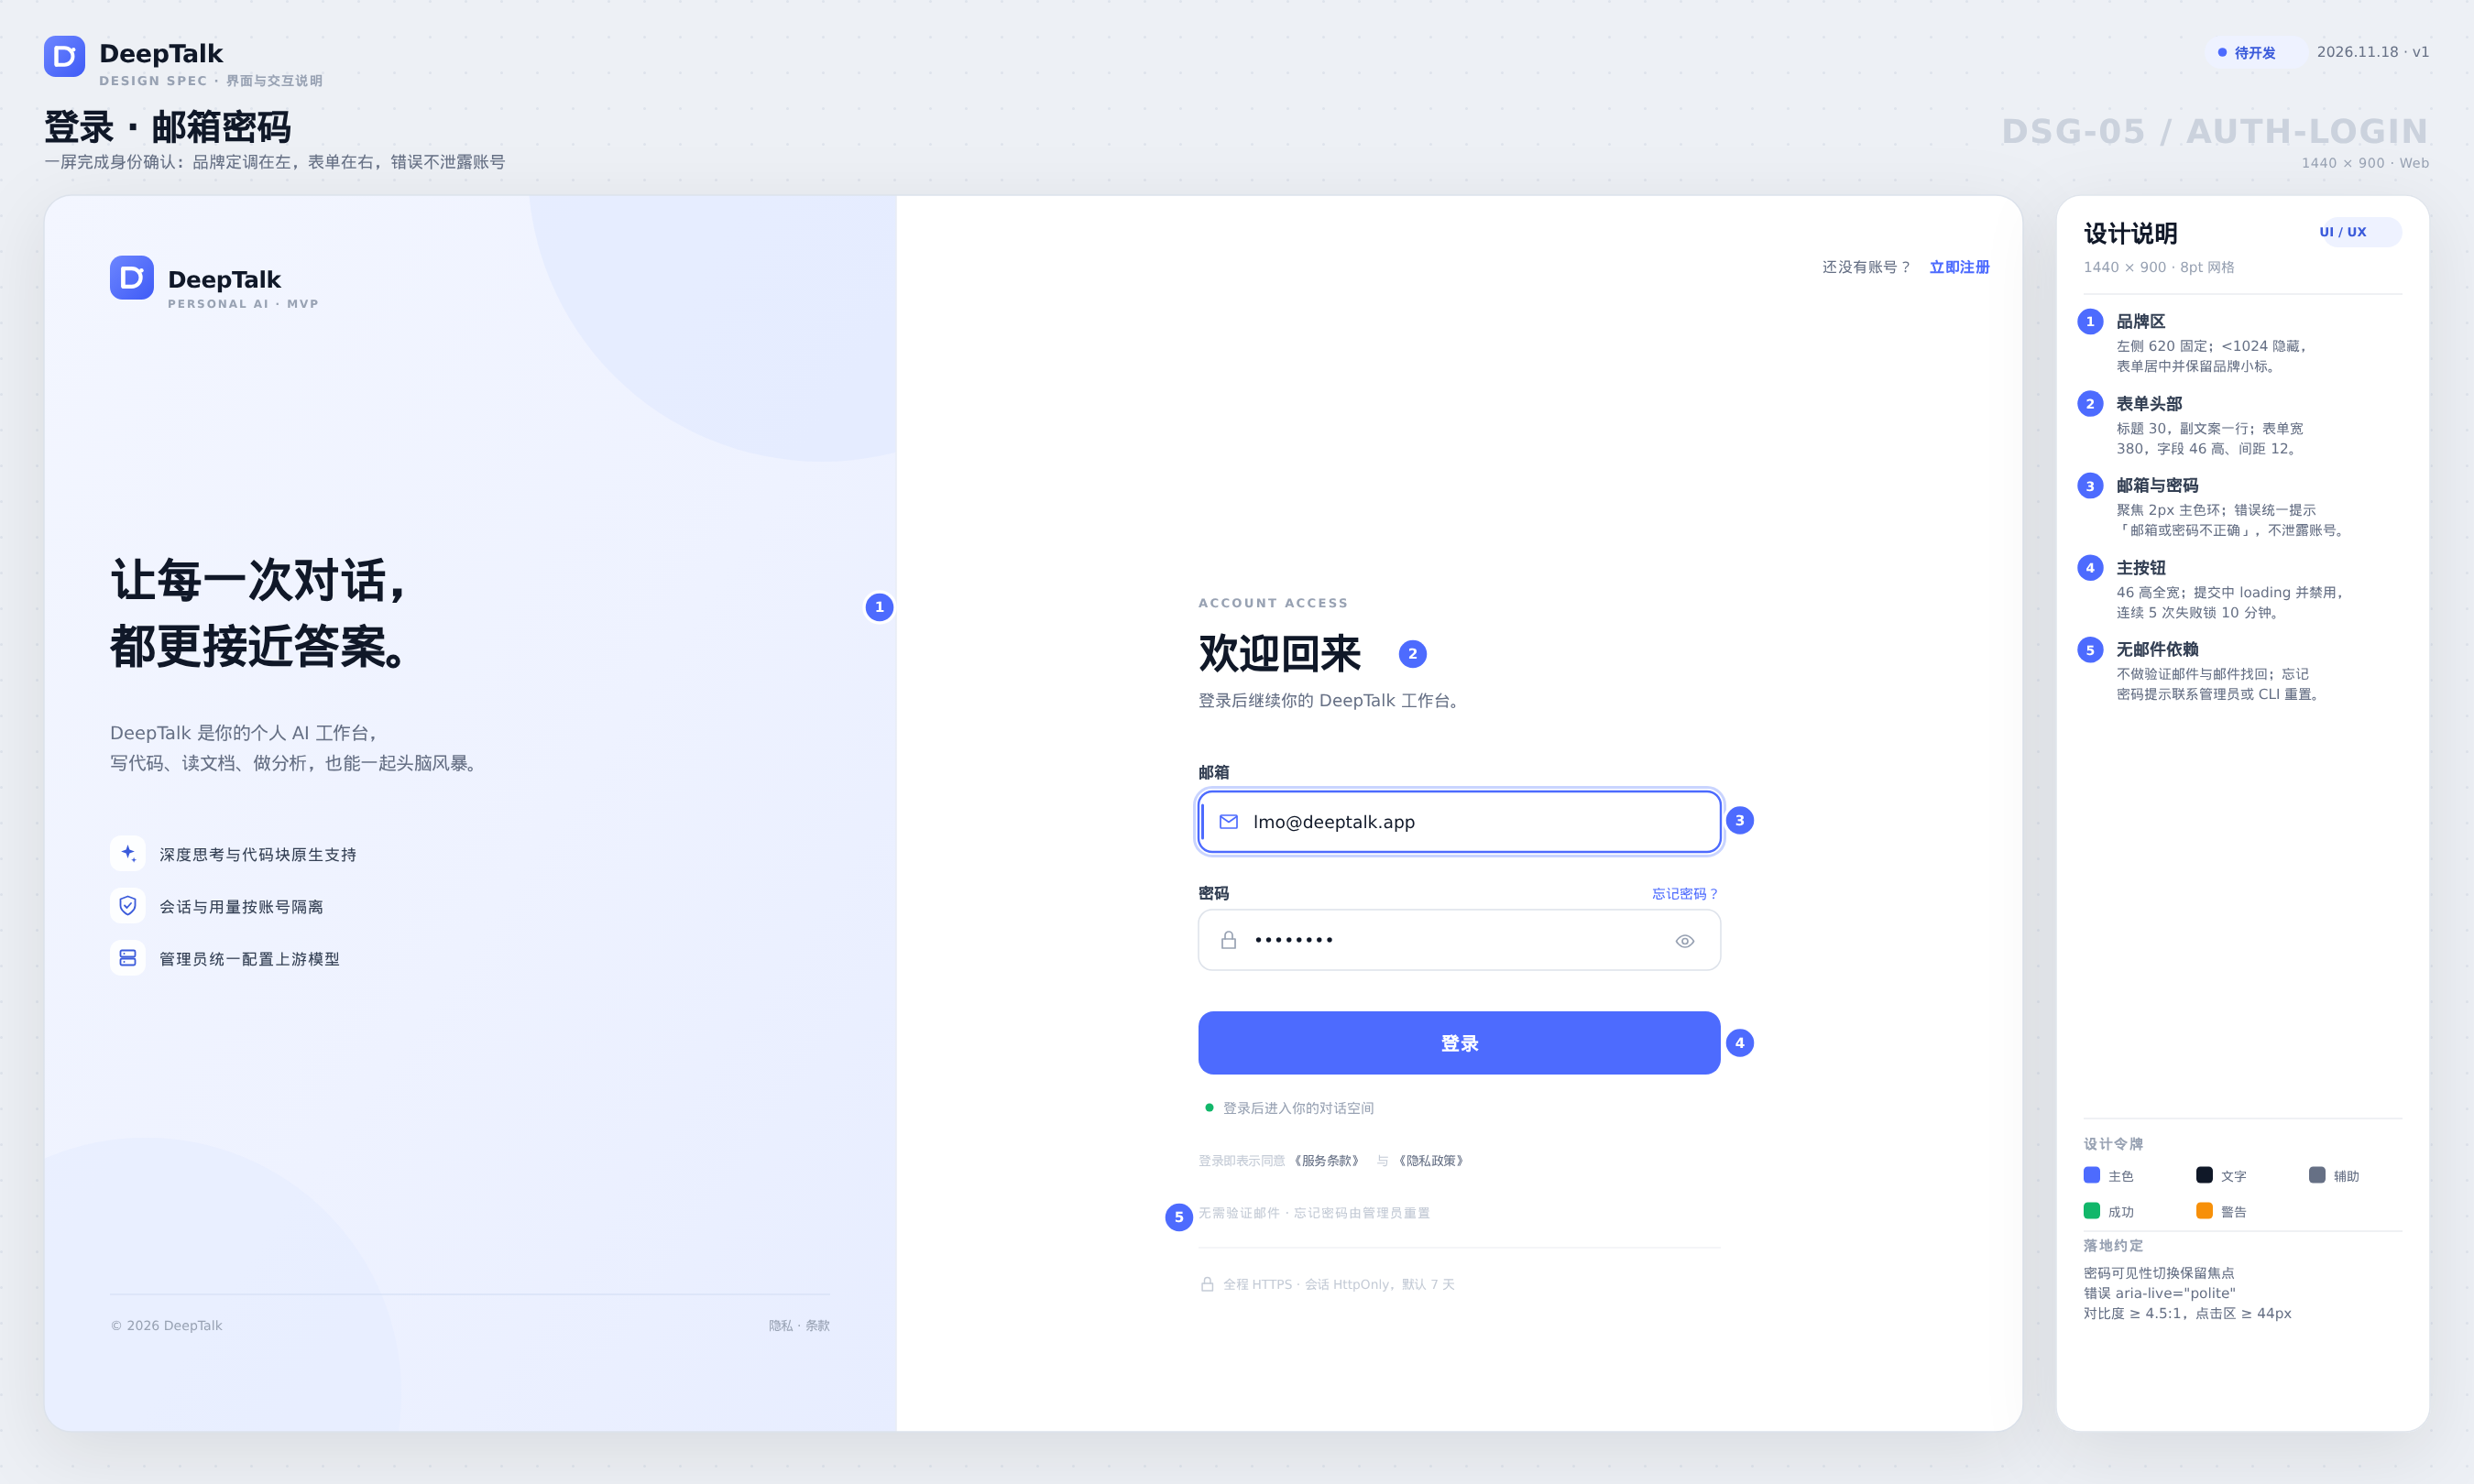 DeepTalk
DESIGN SPEC · 界面与交互说明
待开发
2026.11.18 · v1
登录 · 邮箱密码
一屏完成身份确认：品牌定调在左，表单在右，错误不泄露账号
DSG-05 / AUTH-LOGIN
1440 × 900 · Web
DeepTalk
PERSONAL AI · MVP
让每一次对话，
都更接近答案。
DeepTalk 是你的个人 AI 工作台，
写代码、读文档、做分析，也能一起头脑风暴。
深度思考与代码块原生支持
会话与用量按账号隔离
管理员统一配置上游模型
© 2026 DeepTalk
隐私 · 条款
1
还没有账号？ 立即注册
ACCOUNT ACCESS
欢迎回来
2
登录后继续你的 DeepTalk 工作台。
邮箱
lmo@deeptalk.app
3
密码
忘记密码？
••••••••
登录
4
登录后进入你的对话空间
登录即表示同意《服务条款》 与《隐私政策》
5
无需验证邮件 · 忘记密码由管理员重置
全程 HTTPS · 会话 HttpOnly，默认 7 天
设计说明
UI / UX
1440 × 900 · 8pt 网格
1 品牌区
左侧 620 固定；<1024 隐藏，
表单居中并保留品牌小标。
2 表单头部
标题 30，副文案一行；表单宽
380，字段 46 高、间距 12。
3 邮箱与密码
聚焦 2px 主色环；错误统一提示
「邮箱或密码不正确」，不泄露账号。
4 主按钮
46 高全宽；提交中 loading 并禁用，
连续 5 次失败锁 10 分钟。
5 无邮件依赖
不做验证邮件与邮件找回；忘记
密码提示联系管理员或 CLI 重置。
设计令牌
主色 文字 辅助
成功 警告
落地约定
密码可见性切换保留焦点
错误 aria-live="polite"
对比度 ≥ 4.5:1，点击区 ≥ 44px